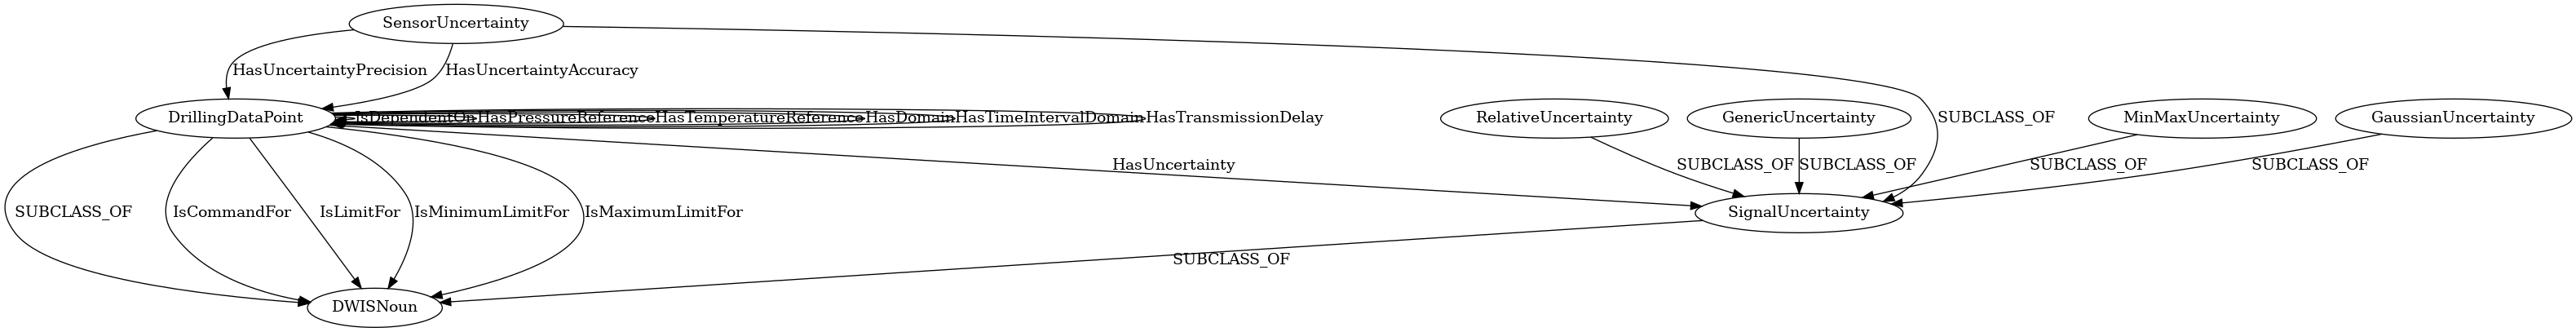 SensorUncertainty
HasUncertaintyPrecision
HasUncertaintyAccuracy
SUBCLASS_OF
DrillingDataPoint
IsDependentOn
HasPressureReference
HasTemperatureReference
HasDomain
HasTimeIntervalDomain
HasTransmissionDelay
RelativeUncertainty
GenericUncertainty
MinMaxUncertainty
GaussianUncertainty
HasUncertainty
SUBCLASS_OF
SUBCLASS_OF
SUBCLASS_OF
SUBCLASS_OF
SUBCLASS_OF
IsCommandFor
IsLimitFor
IsMinimumLimitFor
IsMaximumLimitFor
SignalUncertainty
SUBCLASS_OF
DWISNoun